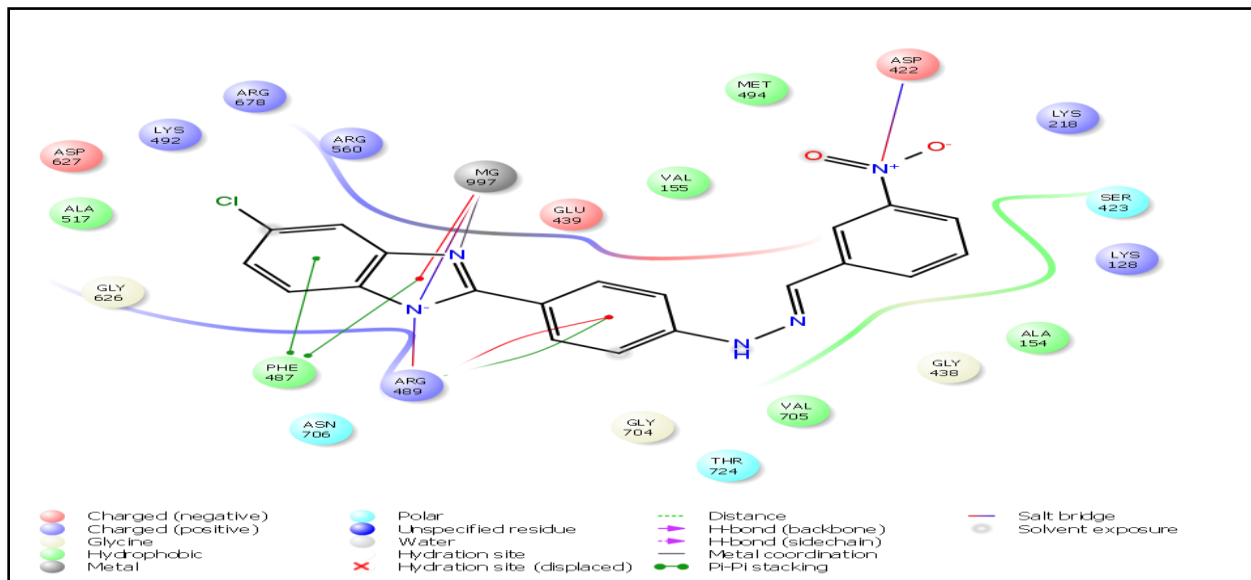 ASP
422
MET
494
ARG
678
LYS
218
LYS
492
ARG
560
ASP
627
MG
997
VAL
155
O
N+
O-
Cl
ALA
517
GLU
439
SER
423
N
LYS
128
GLY
626
N-
N
ALA
154
N
H
PHE
487
ARG
489
GLY
438
VAL
705
ASN
706
GLY
704
THR
724
Charged (negative)
Charged (positive)
Glycine
Hydrophobic
Metal
Polar
Unspecified residue
Water
Hydration site
Hydration site (displaced)
Distance
H-bond (backbone)
H-bond (sidechain)
Metal coordination
Pi-Pi stacking
Salt bridge
Solvent exposure